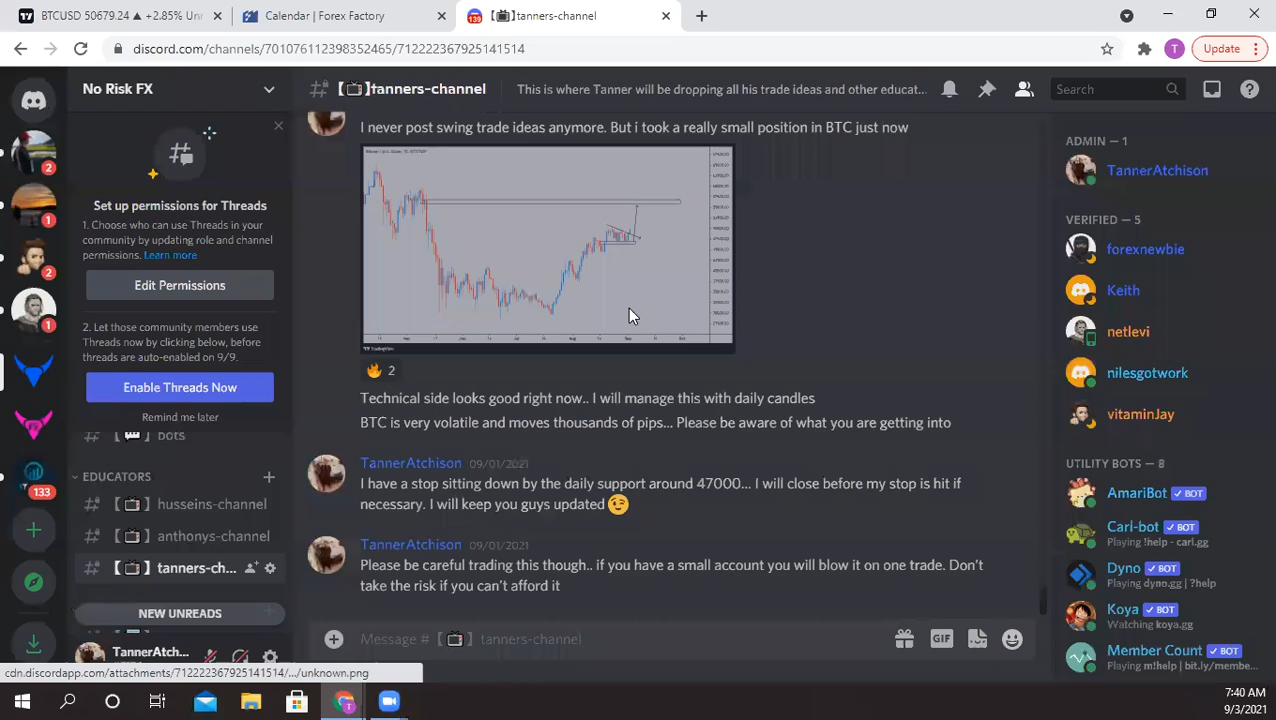 BTCUSD 50679.24 ▲ +2.85% Un
Calendar | Forex Factory
139
【📺】tanners-channel
discord.com/channels/701076112398352465/712222367925141514
T
Update
No Risk FX
【📺】tanners-channel
This is where Tanner will be dropping all his trade ideas and other educat...
Search
2
1
2
1
133
Set up permissions for Threads
1. Choose who can use Threads in your
community by updating role and channel
permissions. Learn more
Edit Permissions
2. Let those community members use
Threads now by clicking below, before
threads are auto-enabled on 9/9.
Enable Threads Now
Remind me later
bots
EDUCATORS
【📺】husseins-channel
【📺】anthonys-channel
【📺】tanners-ch...
NEW UNREADS
TannerAtch...
I never post swing trade ideas anymore. But i took a really small position in BTC just now
TradingView
🔥 2
Technical side looks good right now.. I will manage this with daily candles
BTC is very volatile and moves thousands of pips... Please be aware of what you are getting into
TannerAtchison 09/01/2021
I have a stop sitting down by the daily support around 47000... I will close before my stop is hit if
necessary. I will keep you guys updated 😉
TannerAtchison 09/01/2021
Please be careful trading this though.. if you have a small account you will blow it on one trade. Don't
take the risk if you can't afford it
Message #【📺】tanners-channel
GIF
ADMIN — 1
TannerAtchison
VERIFIED — 5
forexnewbie
Keith
netlevi
nilesgotwork
vitaminJay
UTILITY BOTS — 8
AmariBot ✓ BOT
Carl-bot ✓ BOT
Playing !help - carl.gg
Dyno ✓ BOT
Playing dyno.gg | ?help
Koya ✓ BOT
Watching koya.gg
Member Count ✓ BOT
Playing m!help | bit.ly/membe...
cdn.discordapp.com/attachments/712222367925141514/.../unknown.png
7:40 AM
9/3/2021